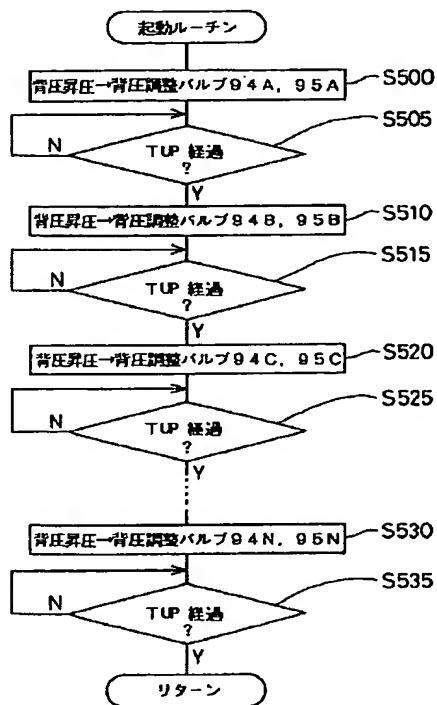 起動ルーチン
背圧昇圧→背圧調整バルブ94A, 95A
S500
S505
TUP 経過
?
N
Y
背圧昇圧→背圧調整バルブ94B, 95B
S510
S515
TUP 経過
?
N
Y
背圧昇圧→背圧調整バルブ94C, 95C
S520
S525
TUP 経過
?
N
Y
背圧昇圧→背圧調整バルブ94N, 95N
S530
S535
TUP 経過
?
N
Y
リターン